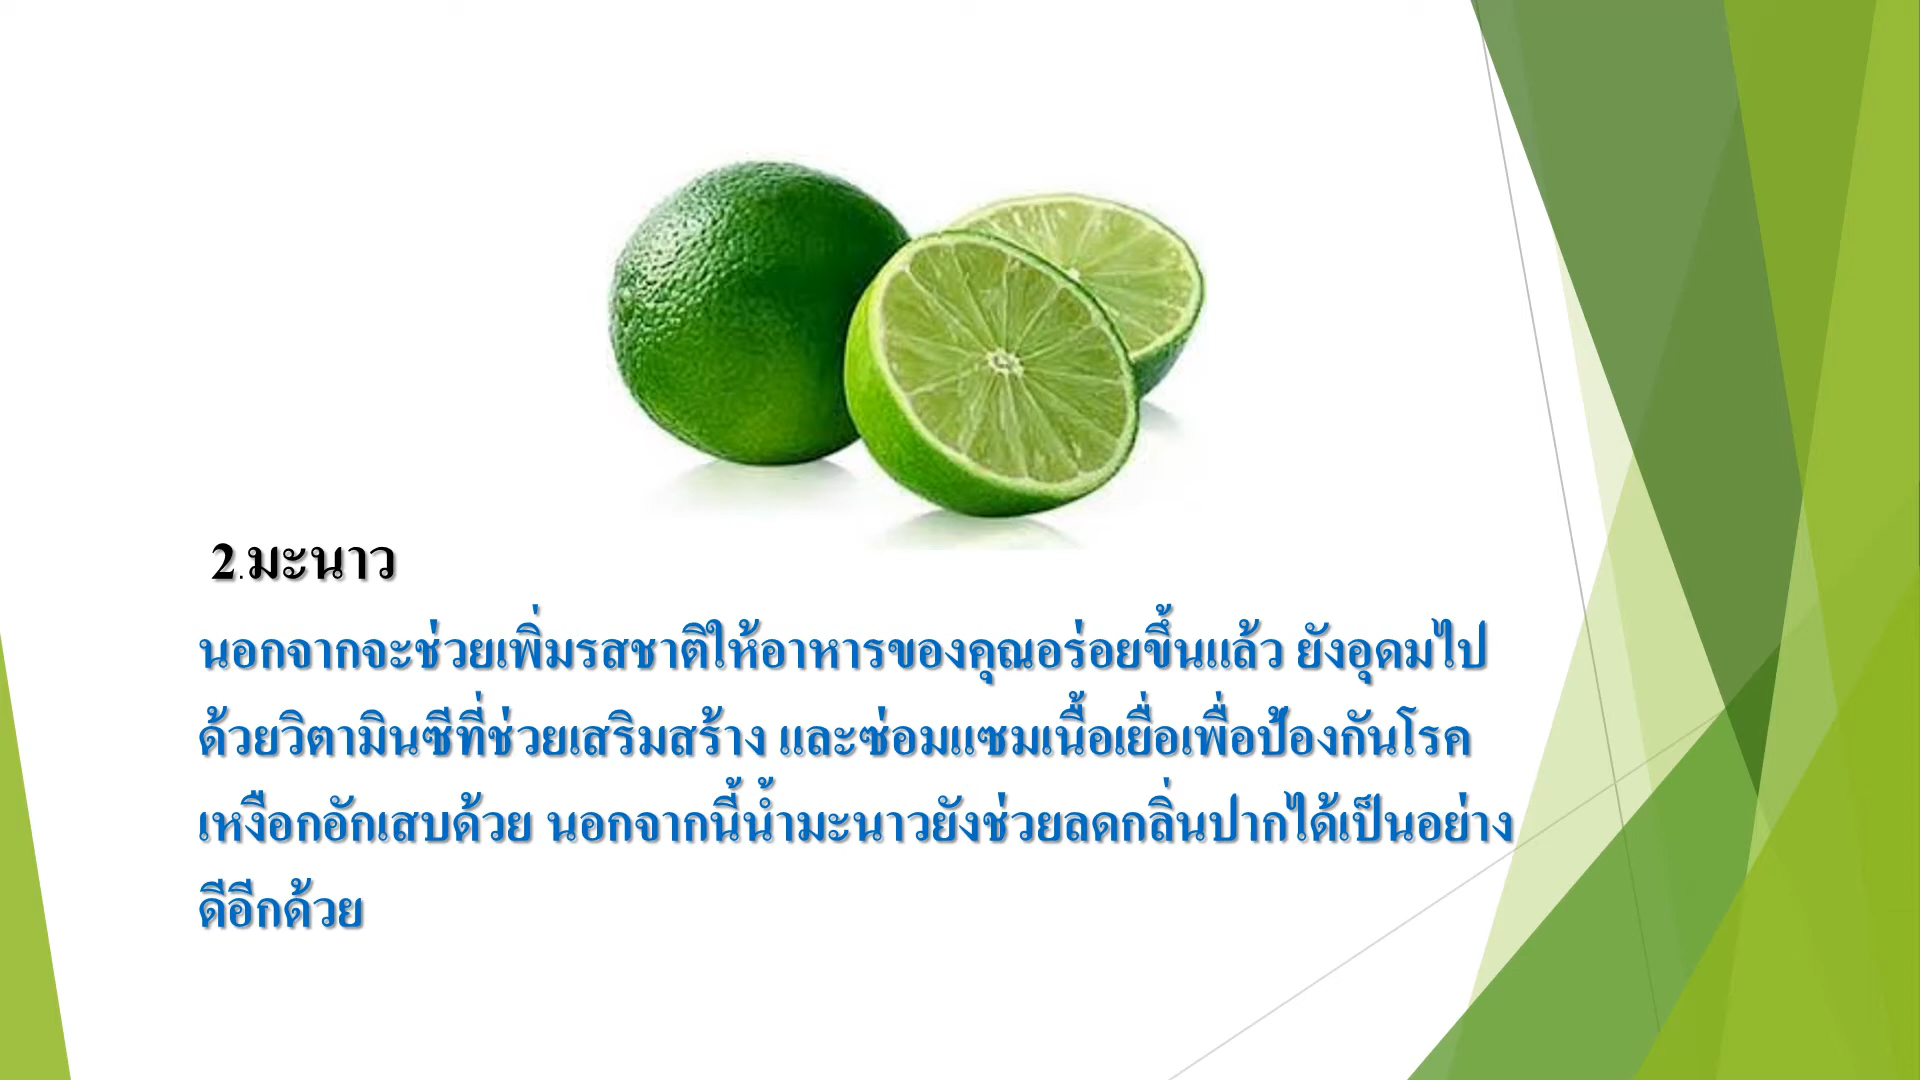 2.มะนาว
นอกจากจะช่วยเพิ่มรสชาติให้อาหารของคุณอร่อยขึ้นแล้ว ยังอุดมไป
ด้วยวิตามินซีที่ช่วยเสริมสร้าง และซ่อมแซมเนื้อเยื่อเพื่อป้องกันโรค
เหงือกอักเสบด้วย นอกจากนี้น้ำมะนาวยังช่วยลดกลิ่นปากได้เป็นอย่าง
ดีอีกด้วย